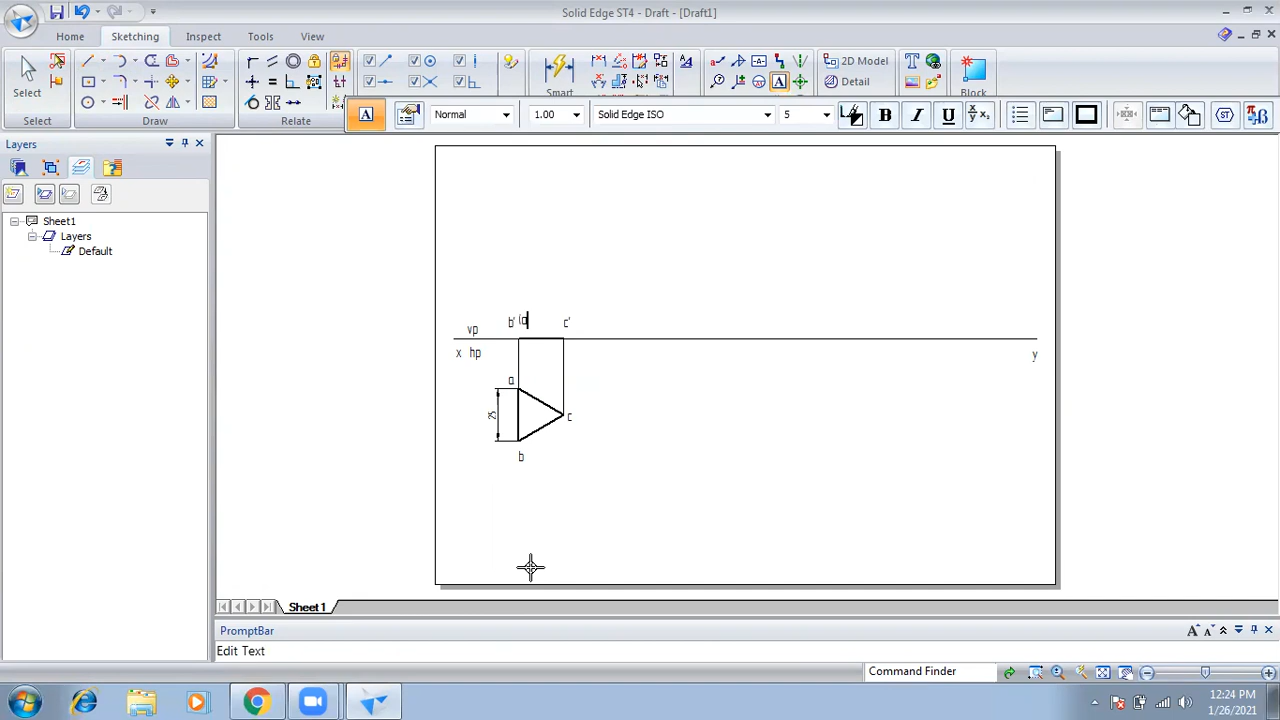 Solid Edge ST4 - Draft - [Draft1]
Home
Sketching
Inspect
Tools
View
Select
Smart
2D Model
Detail
Block
Select
Draw
Relate
A
Normal
1.00
Solid Edge ISO
5
B
I
U
Layers
Sheet1
Layers
Default
vp
b'
(a
c'
x hp
y
a
25
c
b
Sheet1
PromptBar
Edit Text
Command Finder
12:24 PM
1/26/2021